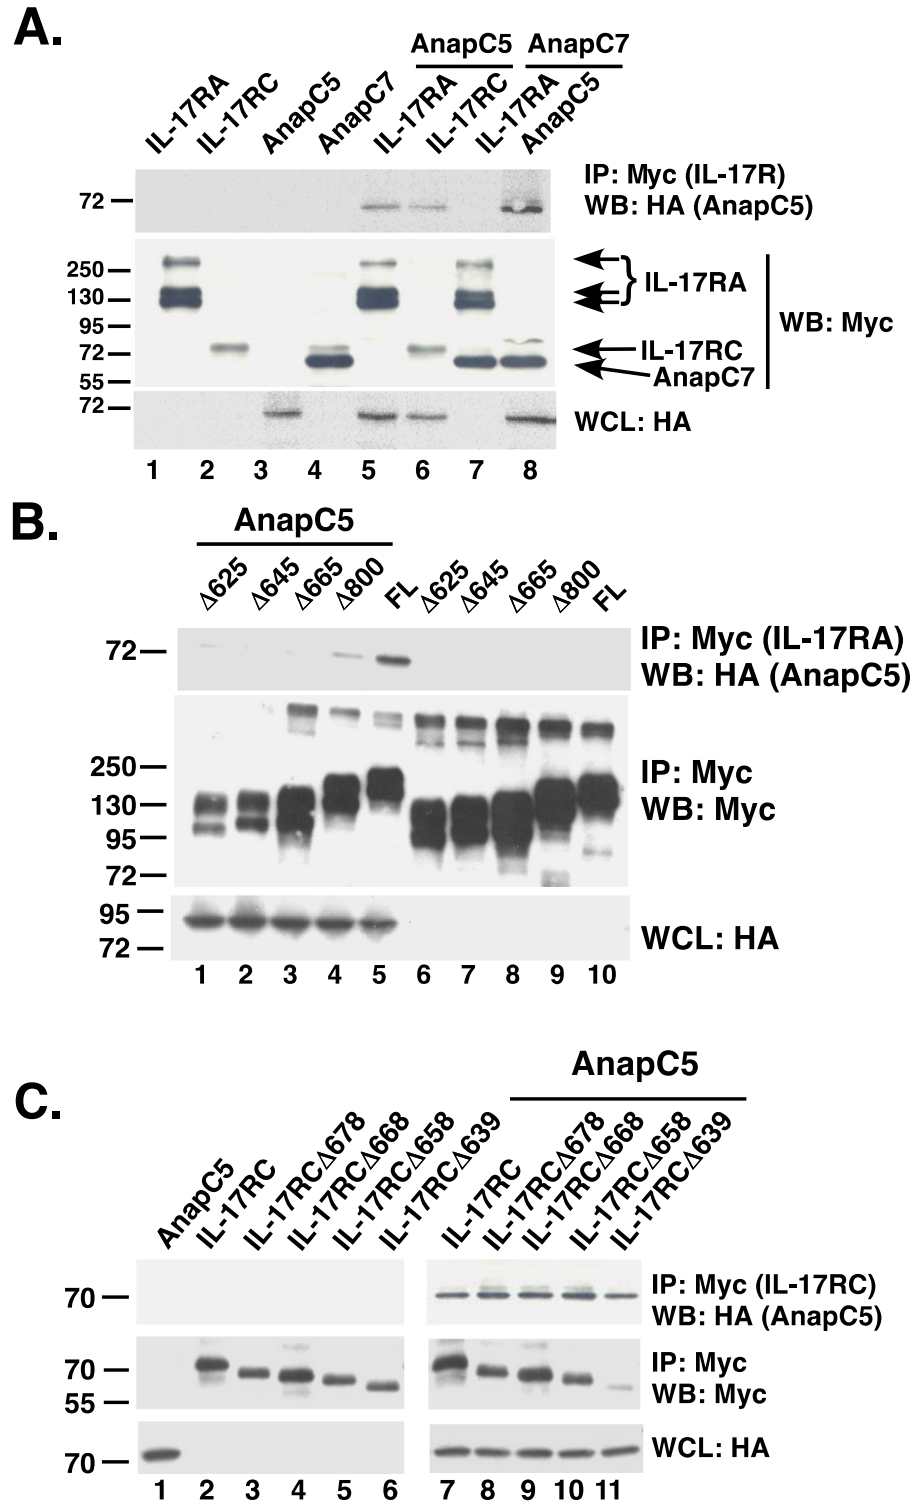 A.
AnapC5 AnapC7
IL-17RA IL-17RC AnapC5 AnapC7 IL-17RA IL-17RC IL-17RA AnapC5
IP: Myc (IL-17R)
72 WB: HA (AnapC5)
250
130 IL-17RA
95 WB: Myc
72 IL-17RC
55 AnapC7
72 WCL: HA
1 2 3 4 5 6 7 8
B.
AnapC5
Δ625 Δ645 Δ665 Δ800 FL Δ625 Δ645 Δ665 Δ800 FL
72 IP: Myc (IL-17RA)
WB: HA (AnapC5)
250 IP: Myc
130 WB: Myc
95
72
95 WCL: HA
72
1 2 3 4 5 6 7 8 9 10
C.
AnapC5
AnapC5 IL-17RC IL-17RCΔ678 IL-17RCΔ668 IL-17RCΔ658 IL-17RCΔ639 IL-17RC IL-17RCΔ678 IL-17RCΔ668 IL-17RCΔ658 IL-17RCΔ639
70 IP: Myc (IL-17RC)
WB: HA (AnapC5)
70 IP: Myc
55 WB: Myc
70 WCL: HA
1 2 3 4 5 6 7 8 9 10 11